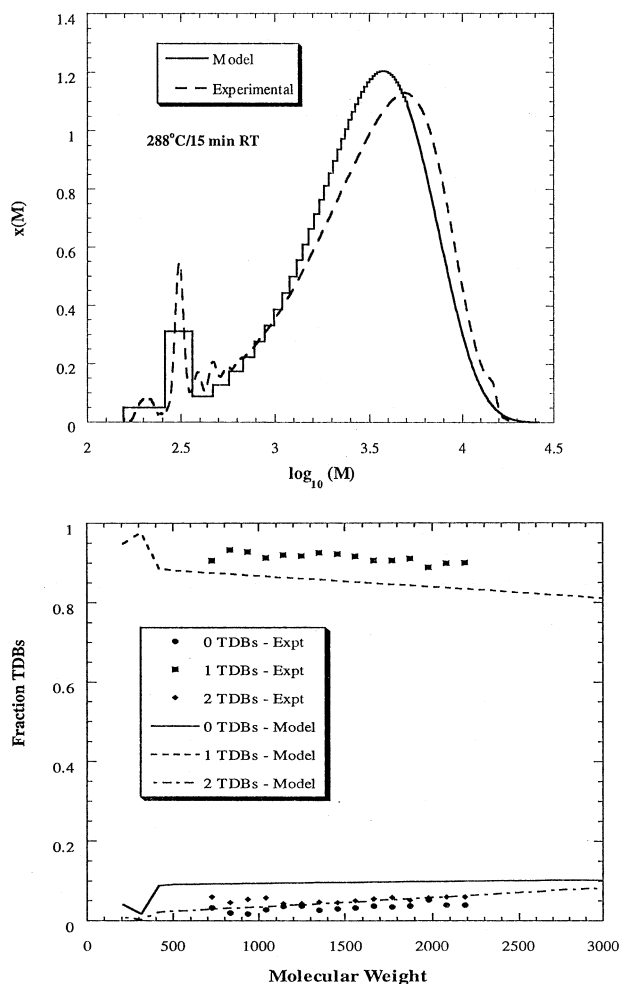 1.4
1.2
1
0.8
0.6
0.4
0.2
0
x(M)
Model
Experimental
288°C/15 min RT
2 2.5 3 3.5 4 4.5
log10 (M)
1
0.8
0.6
0.4
0.2
0
Fraction TDBs
0 TDBs - Expt
1 TDBs - Expt
2 TDBs - Expt
0 TDBs - Model
1 TDBs - Model
2 TDBs - Model
0 500 1000 1500 2000 2500 3000
Molecular Weight